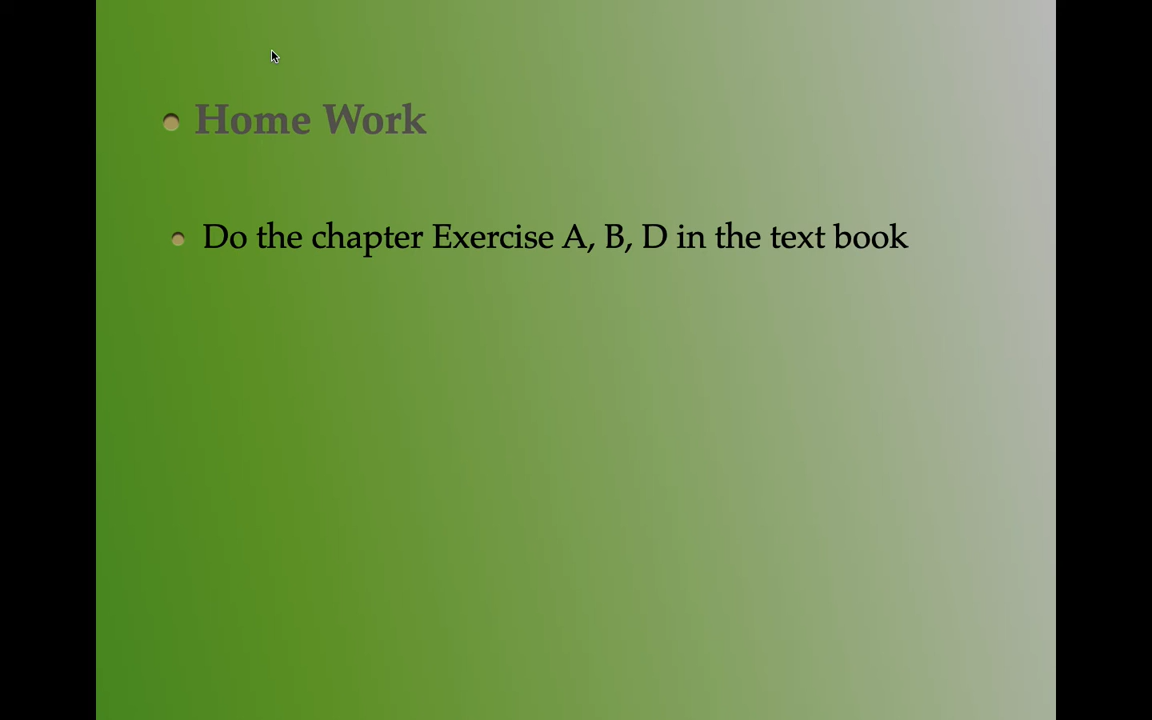 Home Work
Do the chapter Exercise A, B, D in the text book